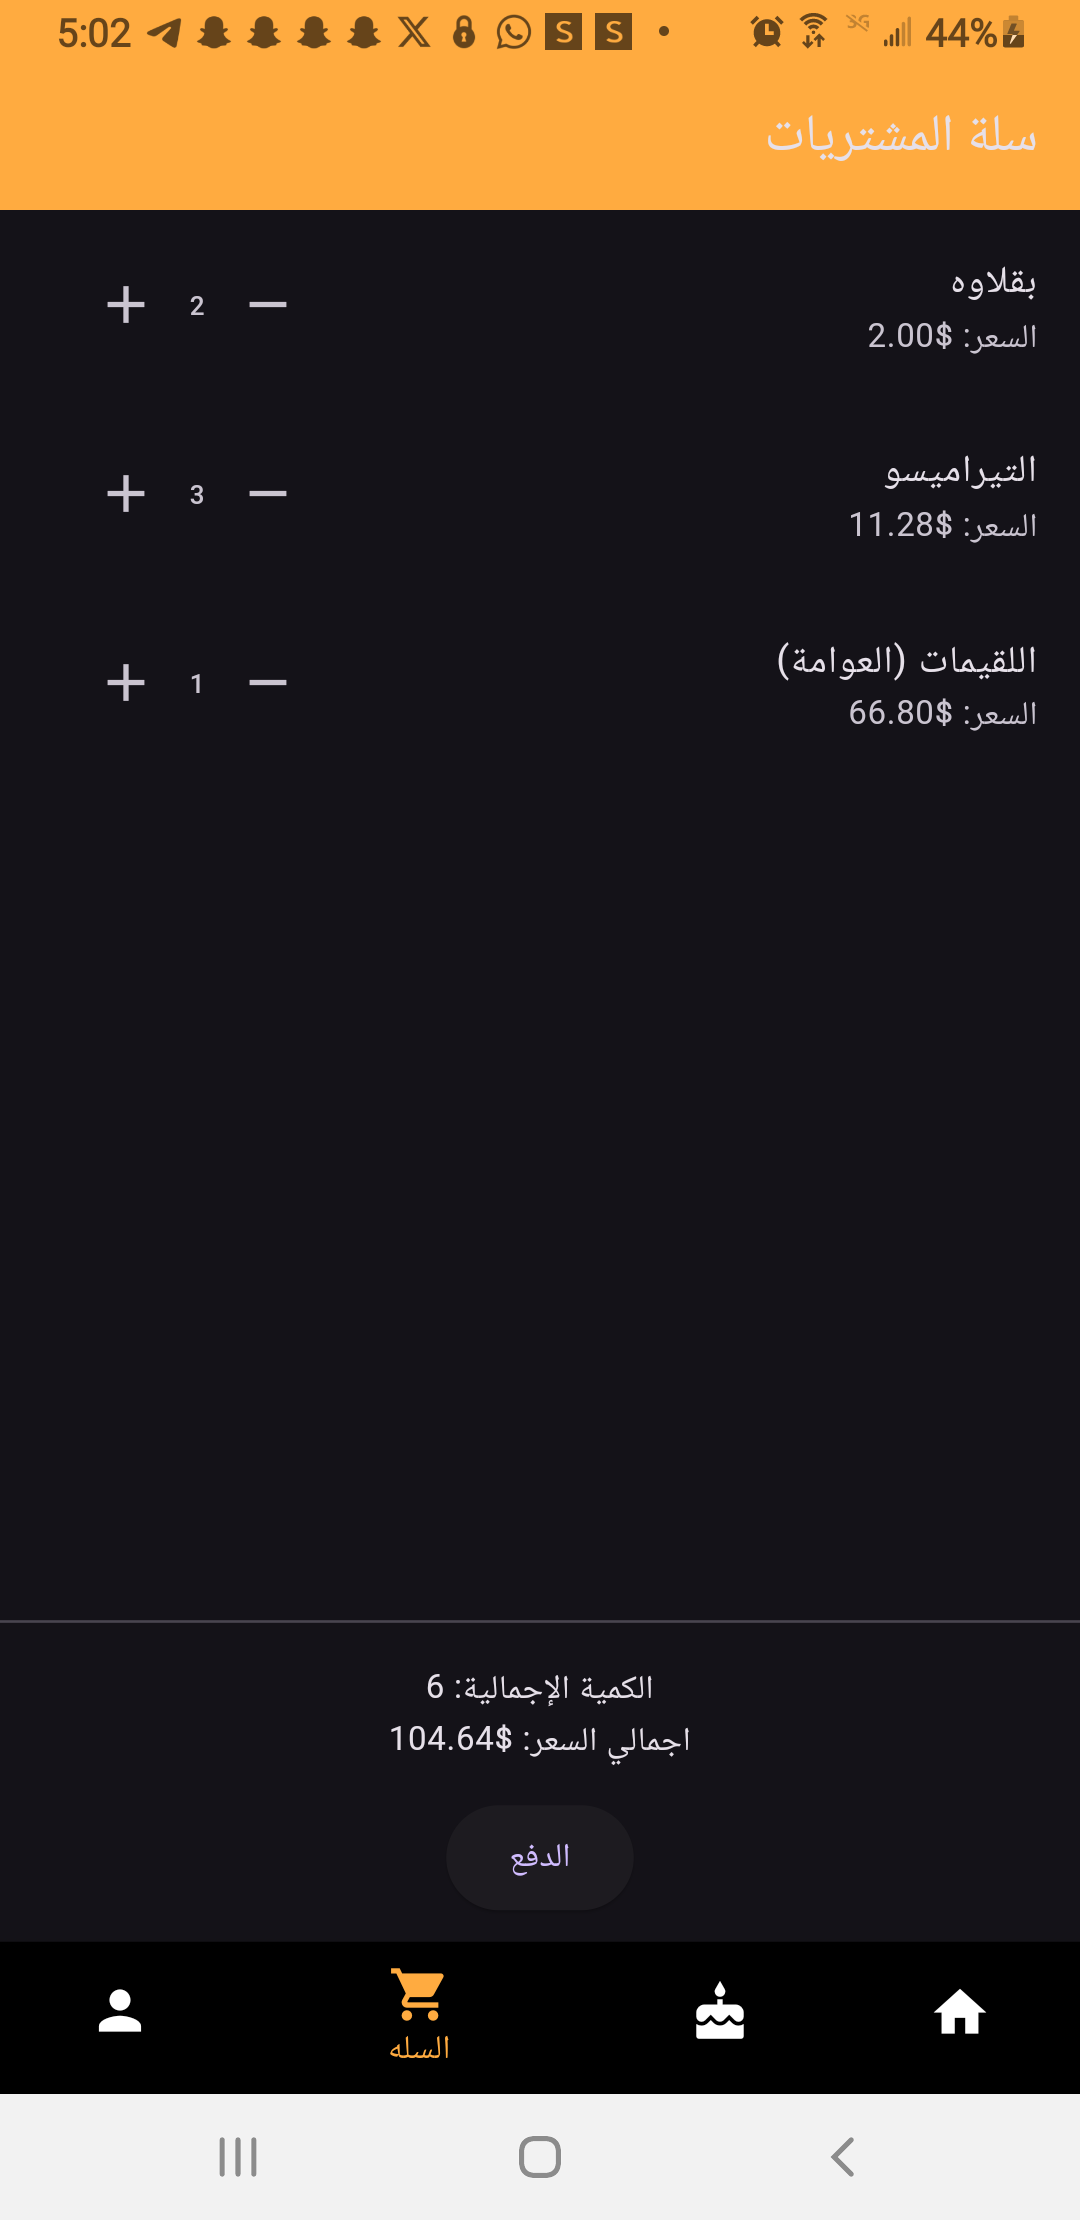 5:02 S S 3G 44%
سلة المشتريات
بقلاوه
السعر: $2.00
2
التيراميسو
السعر: $11.28
3
اللقيمات (العوامة)
السعر: $66.80
1
الكمية الإجمالية: 6
اجمالي السعر: $104.64
الدفع
السله